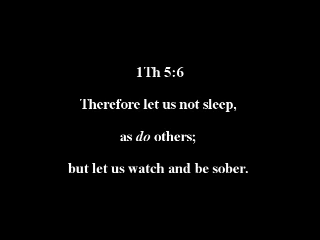 1Th 5:6
Therefore let us not sleep,
as do others;
but let us watch and be sober.